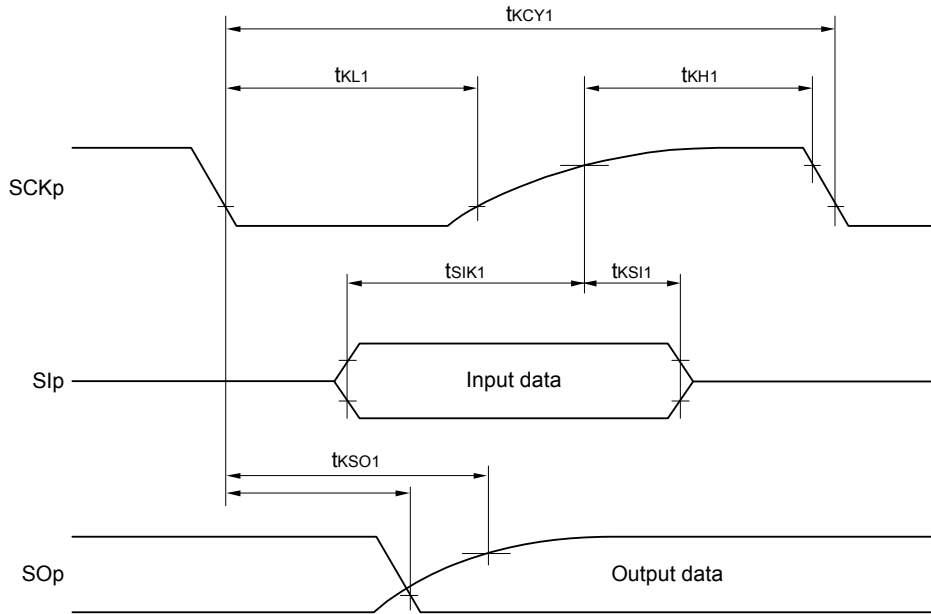 tKCY1
tKL1
tKH1
SCKp
tSIK1
tKSI1
SIp
Input data
tKSO1
SOp
Output data